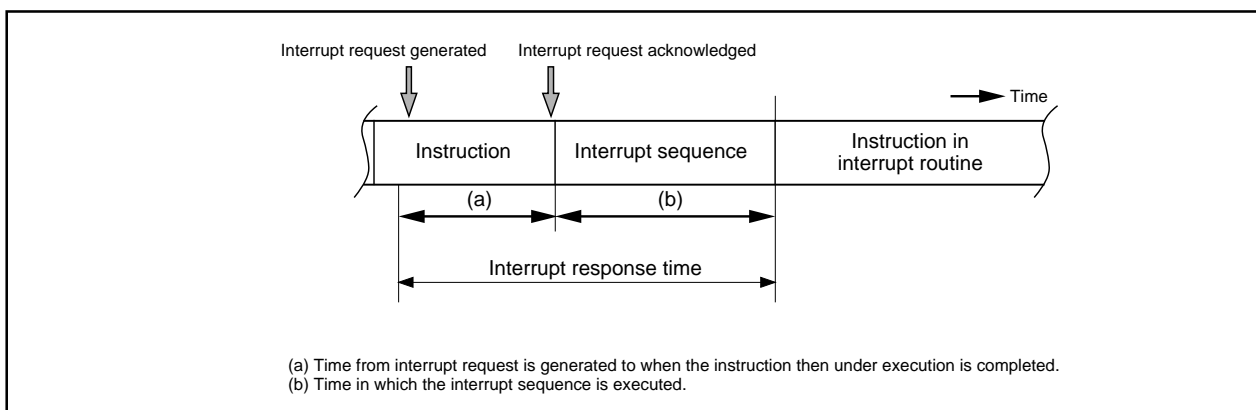 Interrupt request generated
Interrupt request acknowledged
Time
Instruction
Interrupt sequence
Instruction in
interrupt routine
(a)
(b)
Interrupt response time
(a) Time from interrupt request is generated to when the instruction then under execution is completed.
(b) Time in which the interrupt sequence is executed.